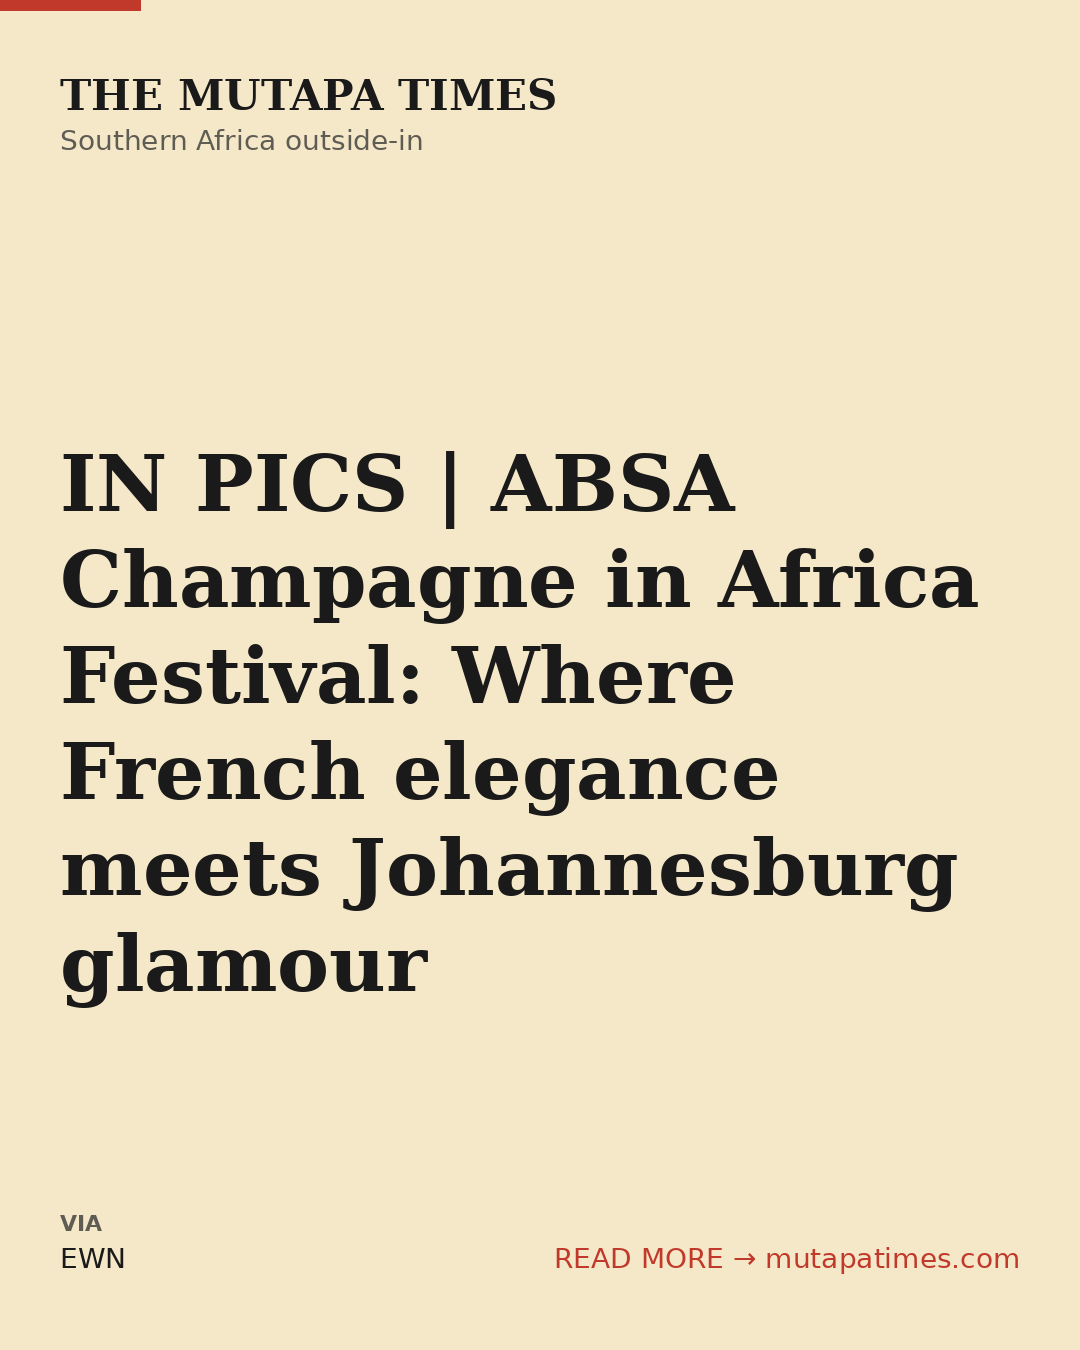 THE MUTAPA TIMES
Southern Africa outside-in
IN PICS | ABSA
Champagne in Africa
Festival: Where
French elegance
meets Johannesburg
glamour
VIA
EWN
READ MORE → mutapatimes.com